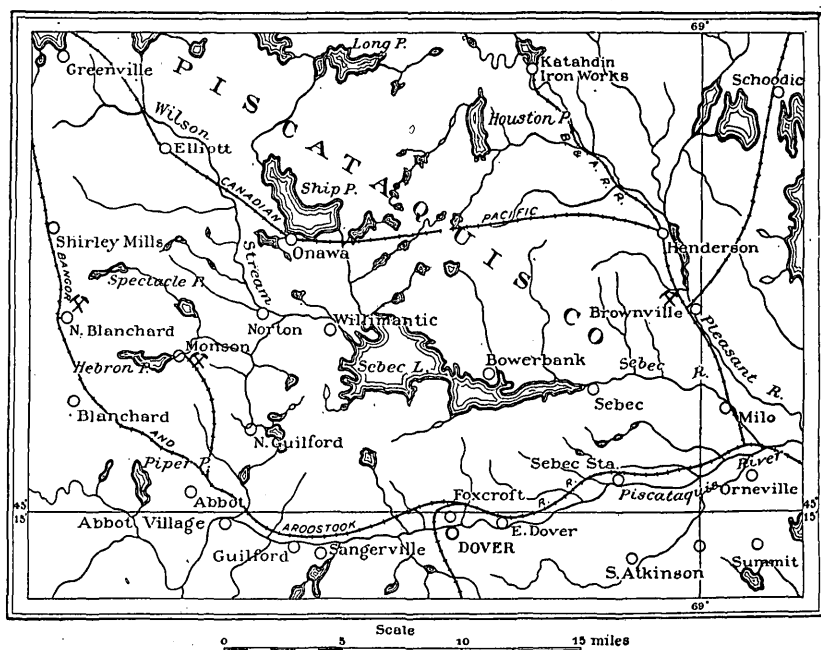 69°
Long P.
Katahdin
Iron Works
Greenville
Schoodic
PISCATAQUIS CO
Wilson
Stream
Houston P.
Elliott
B. & A. R. R.
Ship P.
CANADIAN
PACIFIC
Shirley Mills
Onawa
Henderson
BANGOR
AND
AROOSTOOK
R.
R.
Spectacle P.
N. Blanchard
Norton
Willimantic
Brownville
Pleasant R.
Monson
Hebron P.
Sebec L.
Bowerbank
Sebec R.
Sebec
Blanchard
Milo
N. Guilford
Piper P.
Sebec Sta.
Piscataquis River
Abbot
Foxcroft
Orneville
45
15'
45
15'
Abbot Village
E. Dover
DOVER
Guilford
Sangerville
S. Atkinson
Summit
69°
Scale
0 5 10 15 miles